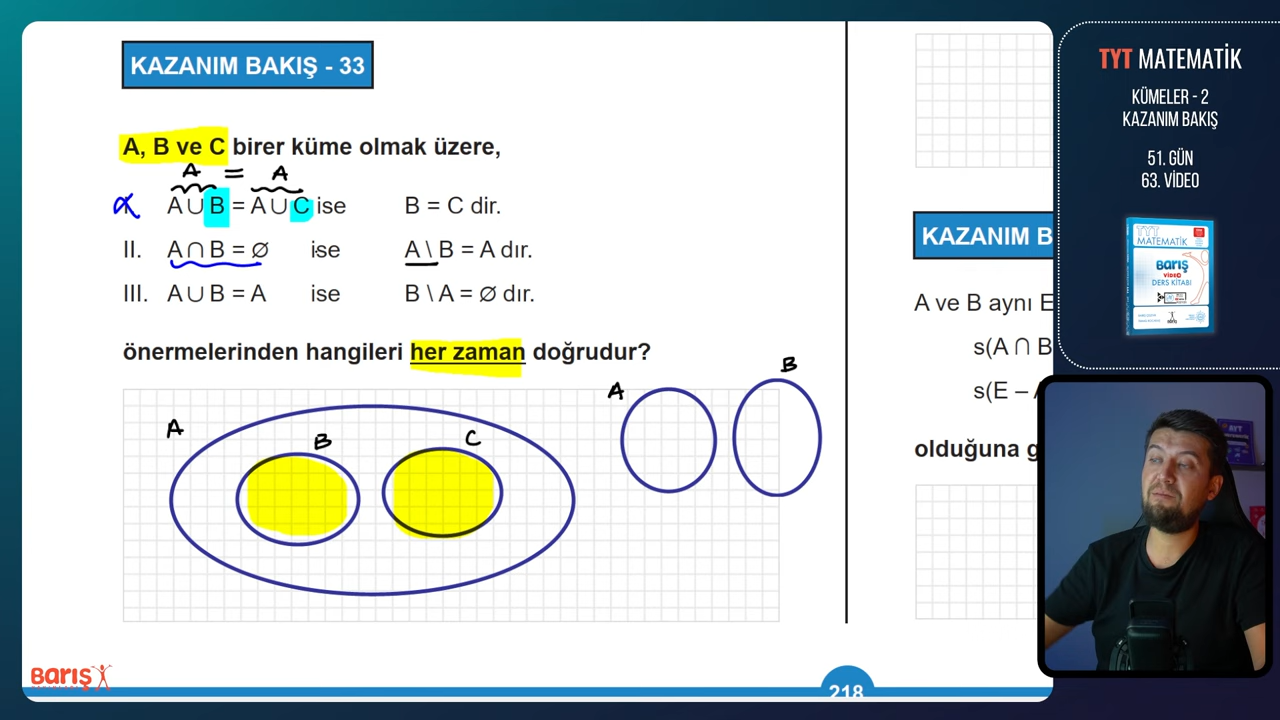 KAZANIM BAKIŞ - 33
A, B ve C birer küme olmak üzere,
A = A
I. A ∪ B = A ∪ C ise B = C dir.
II. A ∩ B = ∅ ise A \ B = A dır.
III. A ∪ B = A ise B \ A = ∅ dır.
önermelerinden hangileri her zaman doğrudur?
A B C
A B
KAZANIM B
A ve B aynı E
s(A ∩ B
s(E –
olduğuna g
218
Barış
TYT MATEMATİK
KÜMELER - 2
KAZANIM BAKIŞ
51. GÜN
63. VİDEO
TYT
MATEMATİK
Barış
VİDEO
DERS KİTABI